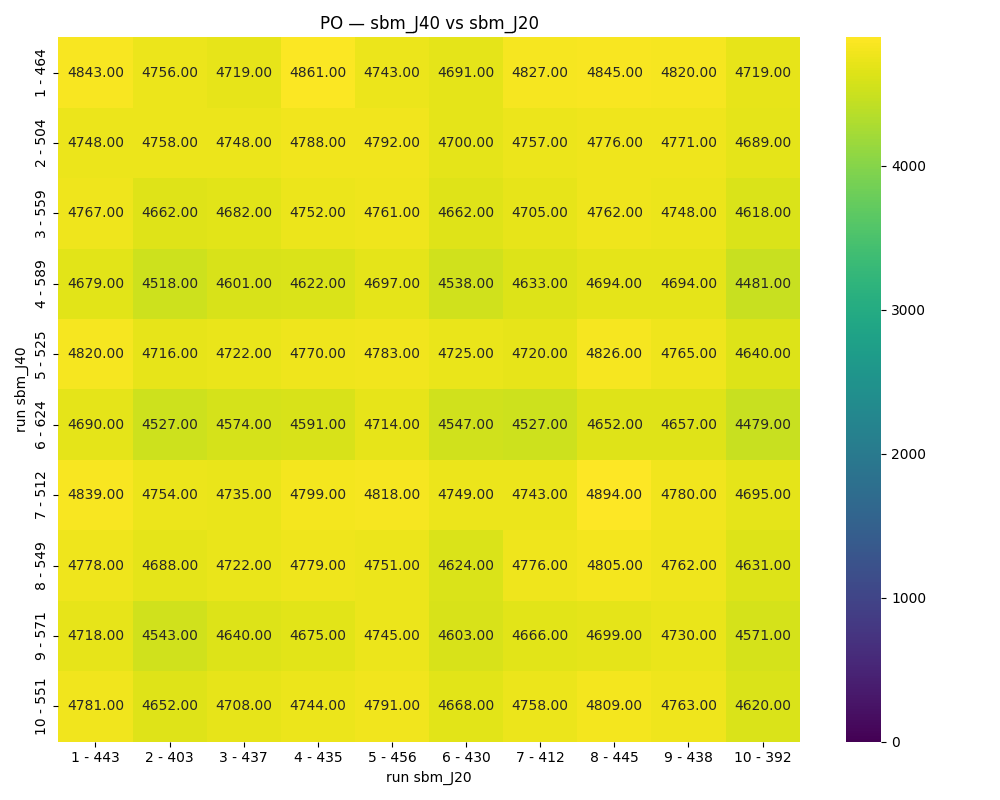 PO — sbm_J40 vs sbm_J20
run sbm_J40
1 - 464 4843.00 4756.00 4719.00 4861.00 4743.00 4691.00 4827.00 4845.00 4820.00 4719.00
2 - 504 4748.00 4758.00 4748.00 4788.00 4792.00 4700.00 4757.00 4776.00 4771.00 4689.00
3 - 559 4767.00 4662.00 4682.00 4752.00 4761.00 4662.00 4705.00 4762.00 4748.00 4618.00
4 - 589 4679.00 4518.00 4601.00 4622.00 4697.00 4538.00 4633.00 4694.00 4694.00 4481.00
5 - 525 4820.00 4716.00 4722.00 4770.00 4783.00 4725.00 4720.00 4826.00 4765.00 4640.00
6 - 624 4690.00 4527.00 4574.00 4591.00 4714.00 4547.00 4527.00 4652.00 4657.00 4479.00
7 - 512 4839.00 4754.00 4735.00 4799.00 4818.00 4749.00 4743.00 4894.00 4780.00 4695.00
8 - 549 4778.00 4688.00 4722.00 4779.00 4751.00 4624.00 4776.00 4805.00 4762.00 4631.00
9 - 571 4718.00 4543.00 4640.00 4675.00 4745.00 4603.00 4666.00 4699.00 4730.00 4571.00
10 - 551 4781.00 4652.00 4708.00 4744.00 4791.00 4668.00 4758.00 4809.00 4763.00 4620.00
1 - 443 2 - 403 3 - 437 4 - 435 5 - 456 6 - 430 7 - 412 8 - 445 9 - 438 10 - 392
run sbm_J20
4000
3000
2000
1000
0